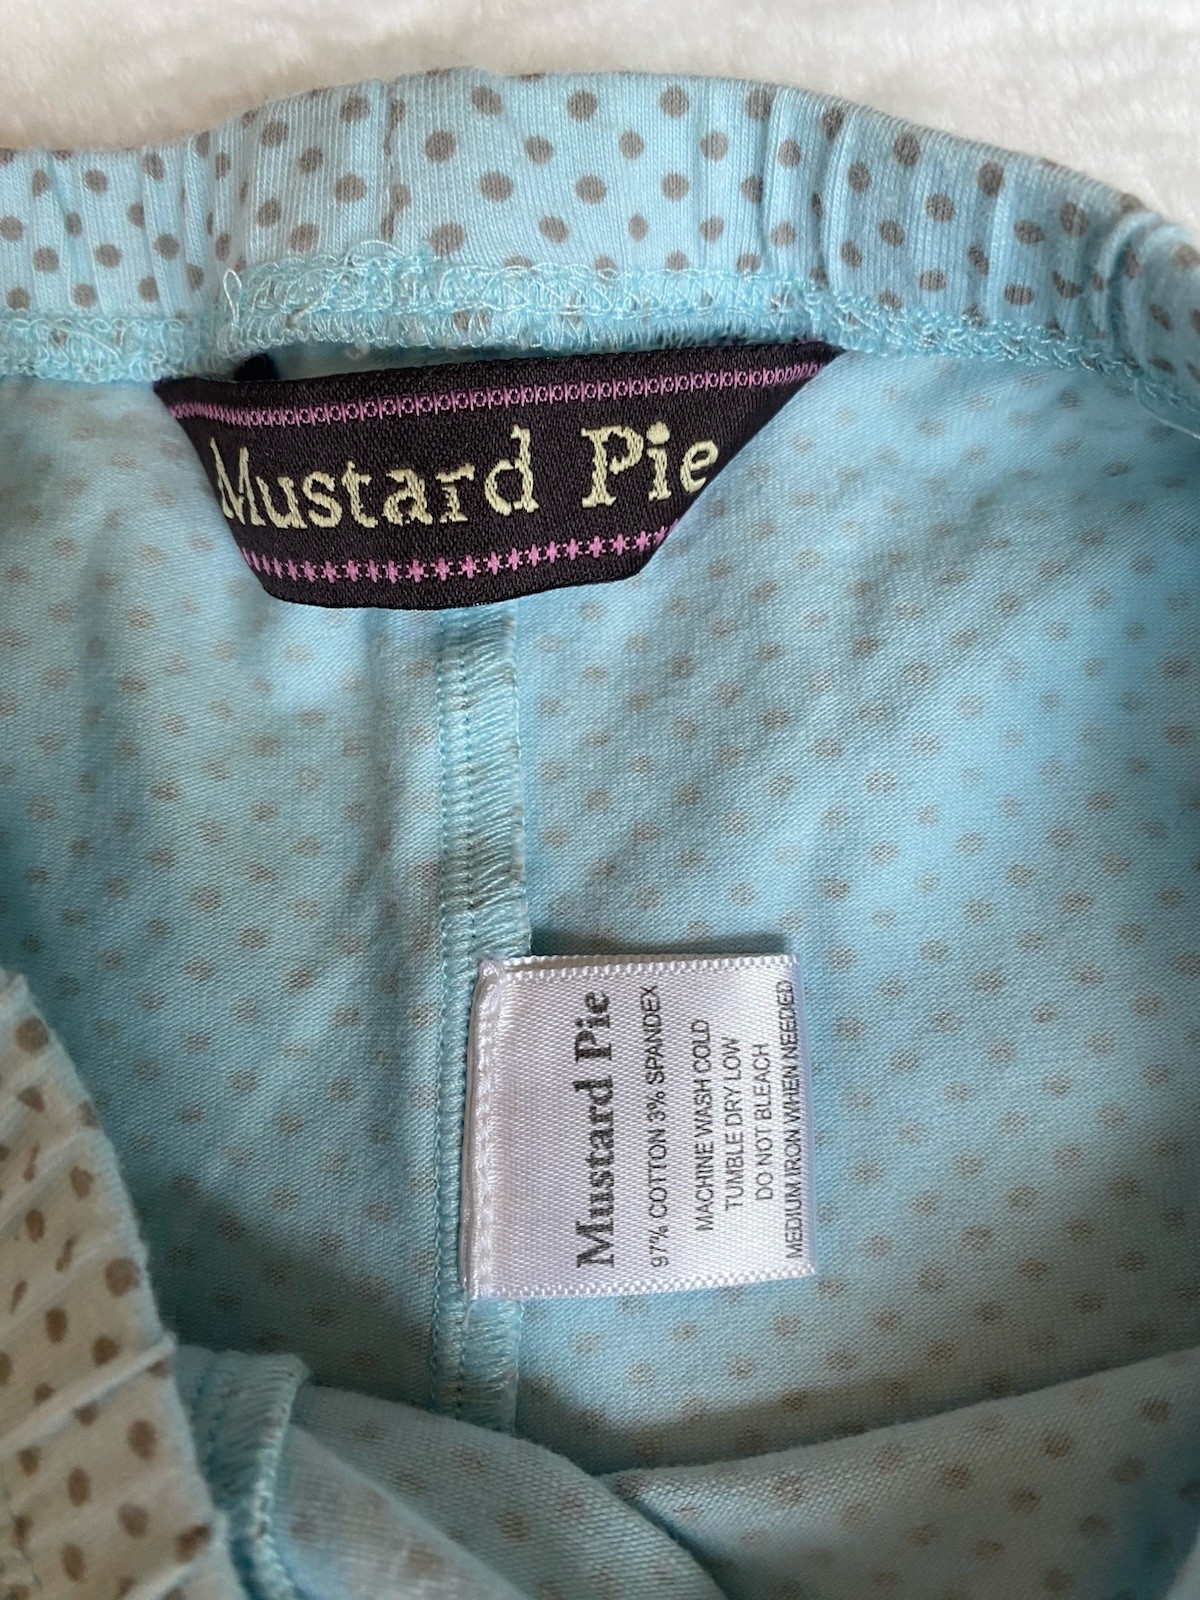 Mustard Pie
Mustard Pie
97% COTTON 3% SPANDEX
MACHINE WASH COLD
TUMBLE DRY LOW
DO NOT BLEACH
MEDIUM IRON WHEN NEEDED